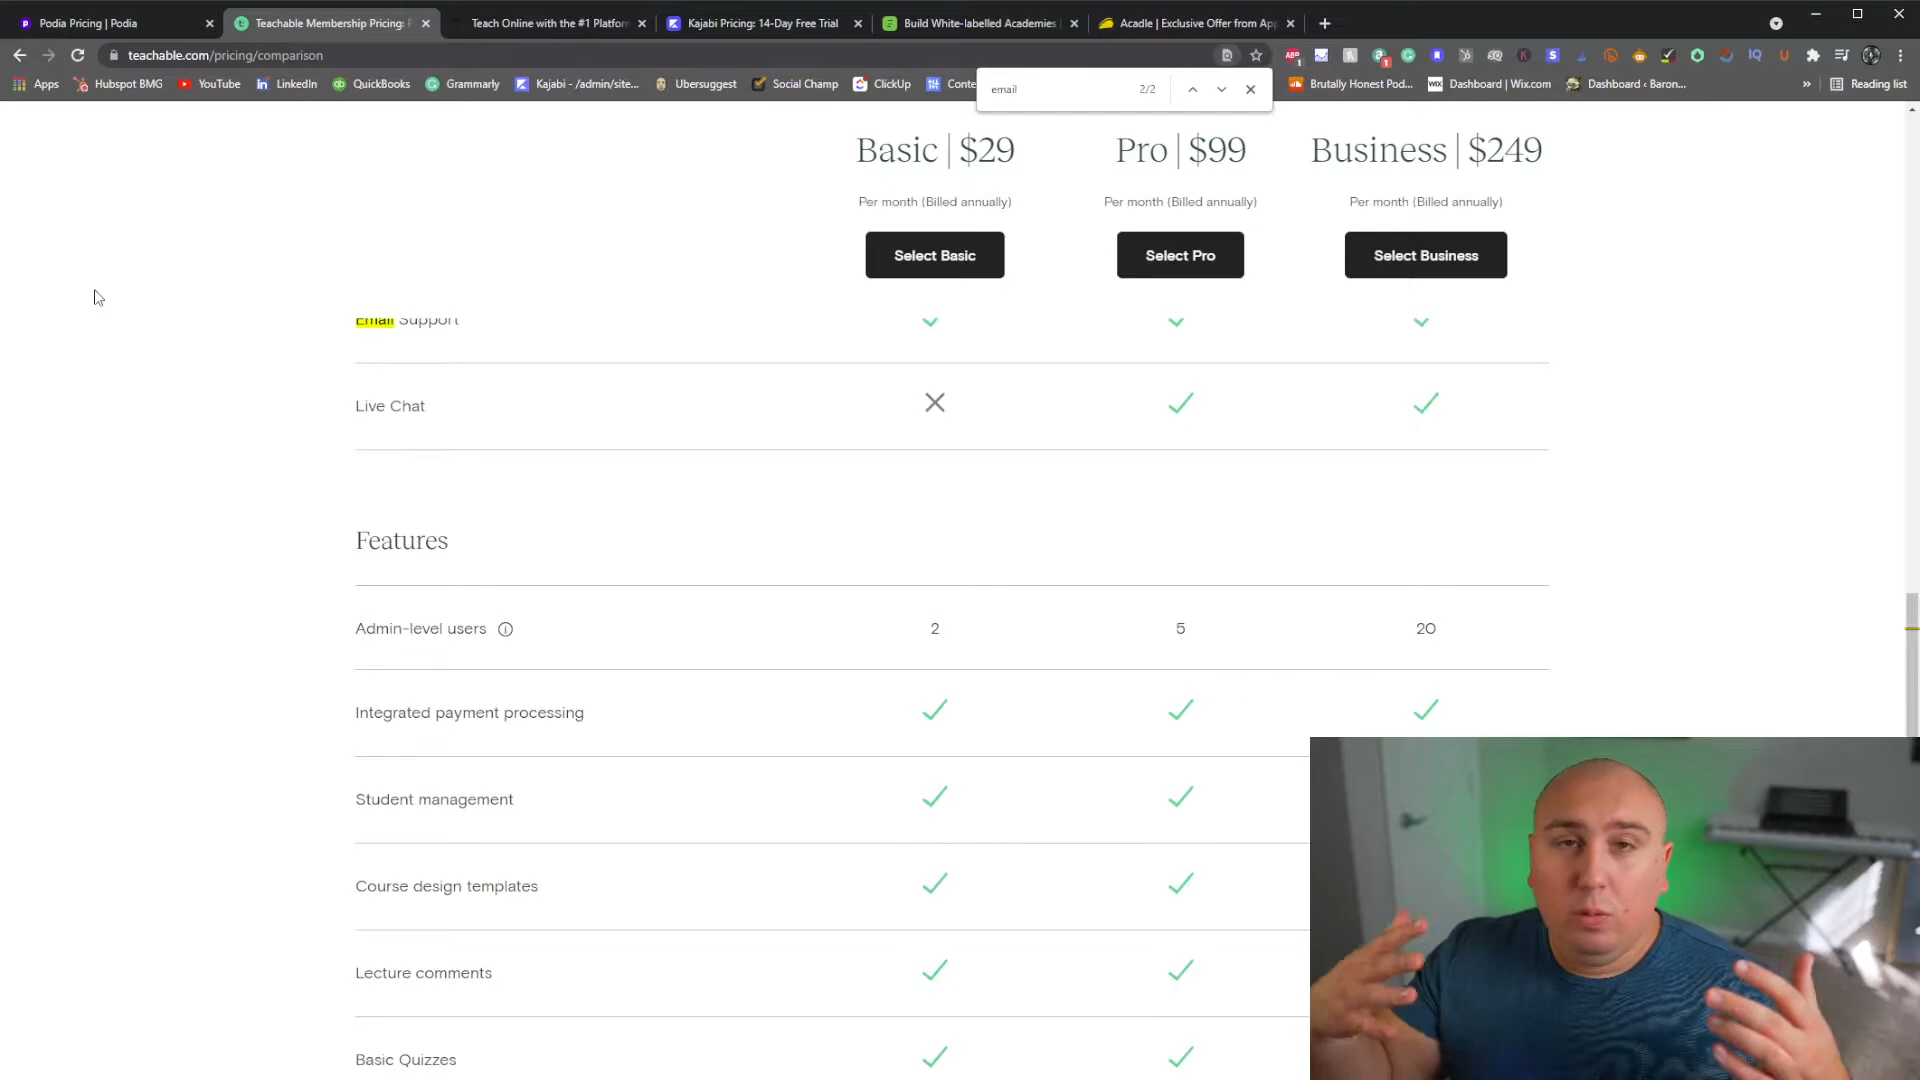 Podia Pricing | Podia
Teachable Membership Pricing:
Teach Online with the #1 Platform
Kajabi Pricing: 14-Day Free Trial
Build White-labelled Academies
Acadle | Exclusive Offer from App
teachable.com/pricing/comparison
Apps
Hubspot BMG
YouTube
LinkedIn
QuickBooks
Grammarly
Kajabi - /admin/site...
Ubersuggest
Social Champ
ClickUp
Conte
Brutally Honest Pod...
Dashboard | Wix.com
Dashboard ‹ Baron...
Reading list
email 2/2
Basic | $29 Pro | $99 Business | $249
Per month (Billed annually) Per month (Billed annually) Per month (Billed annually)
Select Basic Select Pro Select Business
Email Support
Live Chat
Features
Admin-level users 2 5 20
Integrated payment processing
Student management
Course design templates
Lecture comments
Basic Quizzes